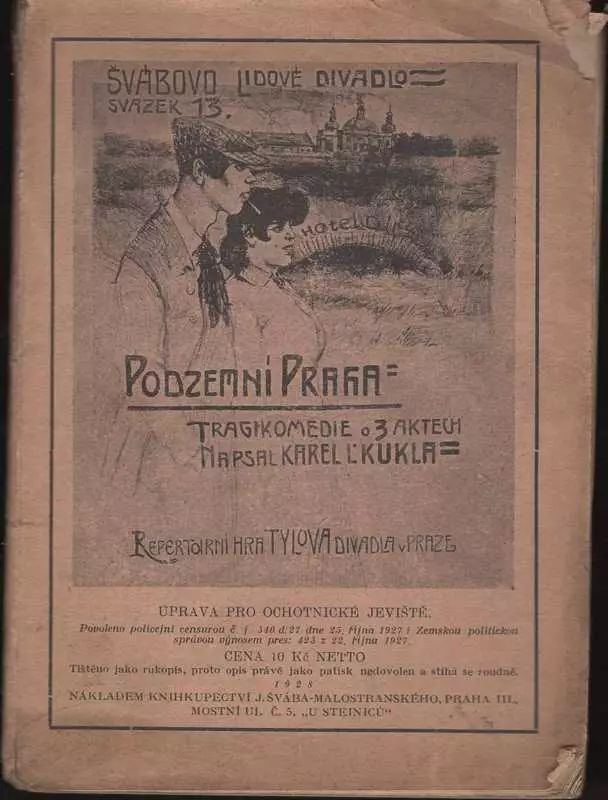 ŠVÁBOVO LIDOVÉ DIVADLO=
SVAZEK 13.
HOTEL
PODZEMNÍ PRAHA=
TRAGIKOMEDIE o 3 AKTECH
NAPSAL KAREL L. KUKLA=
REPERTOIRNÍ HRA TYLOVA DIVADLA v PRAZE
ÚPRAVA PRO OCHOTNICKÉ JEVIŠTĚ.
Povoleno policejní censurou č. j. 540 d/27 dne 25. října 1927 i Zemskou politickou
správou výnosem pres: 423 z 22. října 1927.
CENA 10 Kč NETTO
Tištěno jako rukopis, proto opis právě jako patisk nedovolen a stíhá se soudně.
1928
NÁKLADEM KNIHKUPECTVÍ J. ŠVÁBA-MALOSTRANSKÉHO, PRAHA III.,
MOSTNÍ UL. Č. 5. „U STEINICŮ"